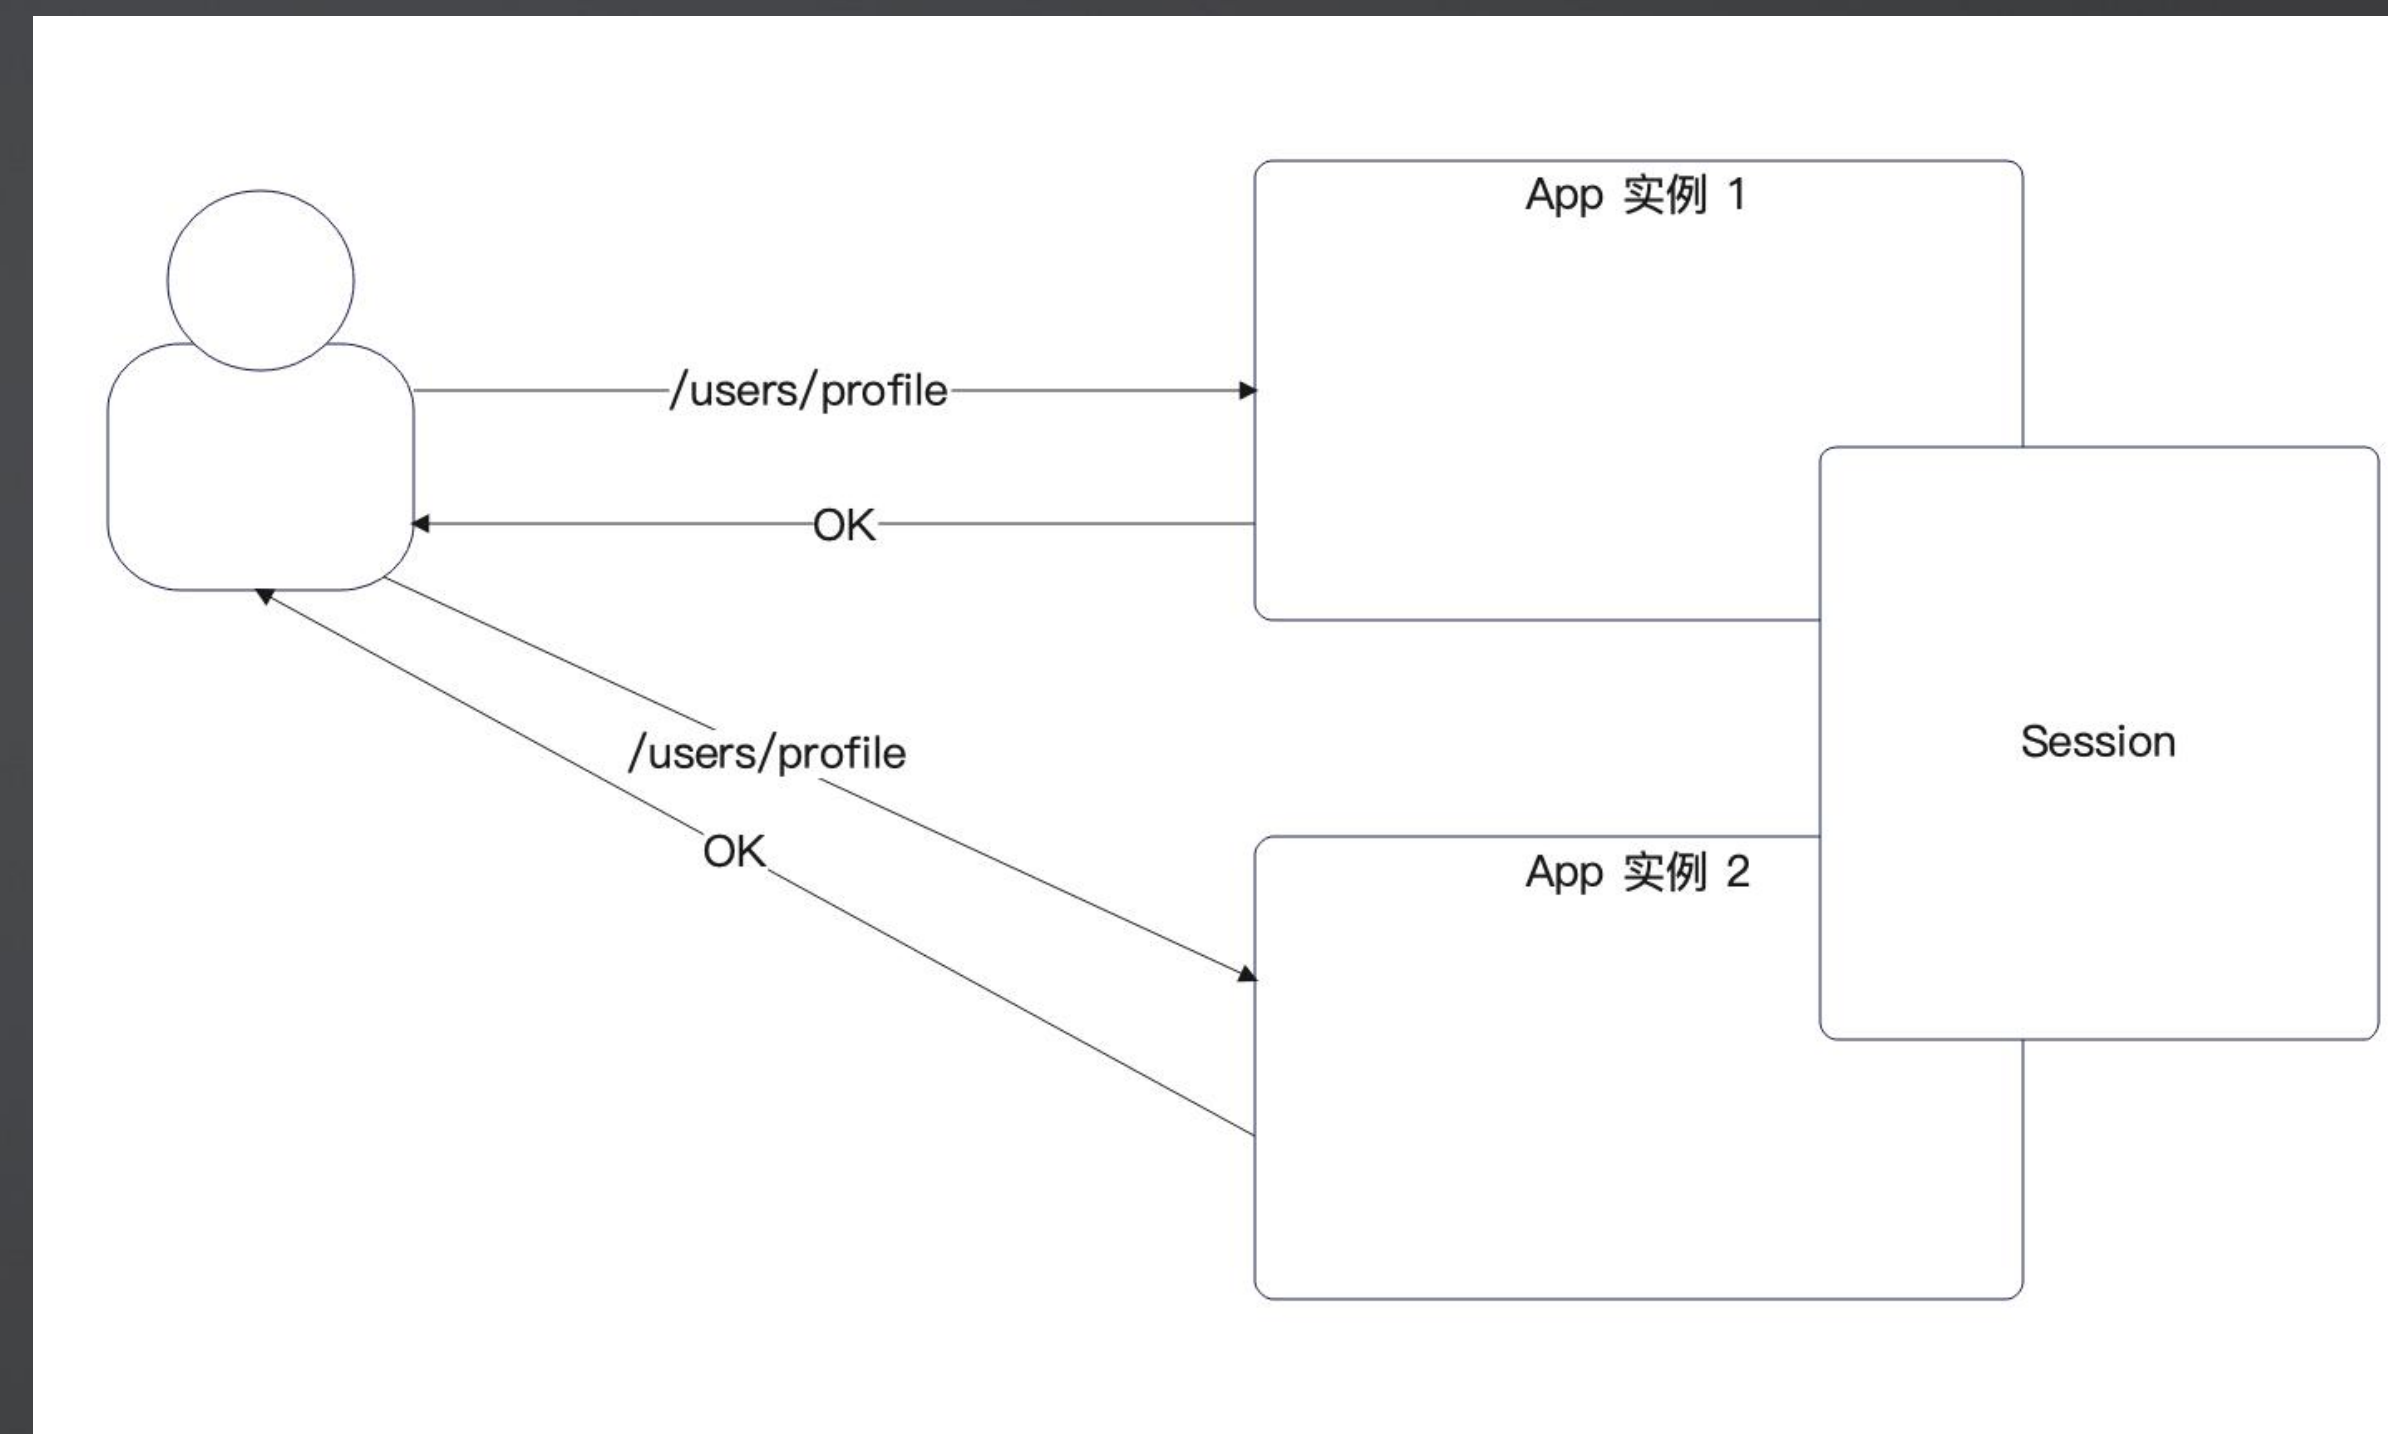 App 实例 1
/users/profile
OK
Session
/users/profile
OK
App 实例 2